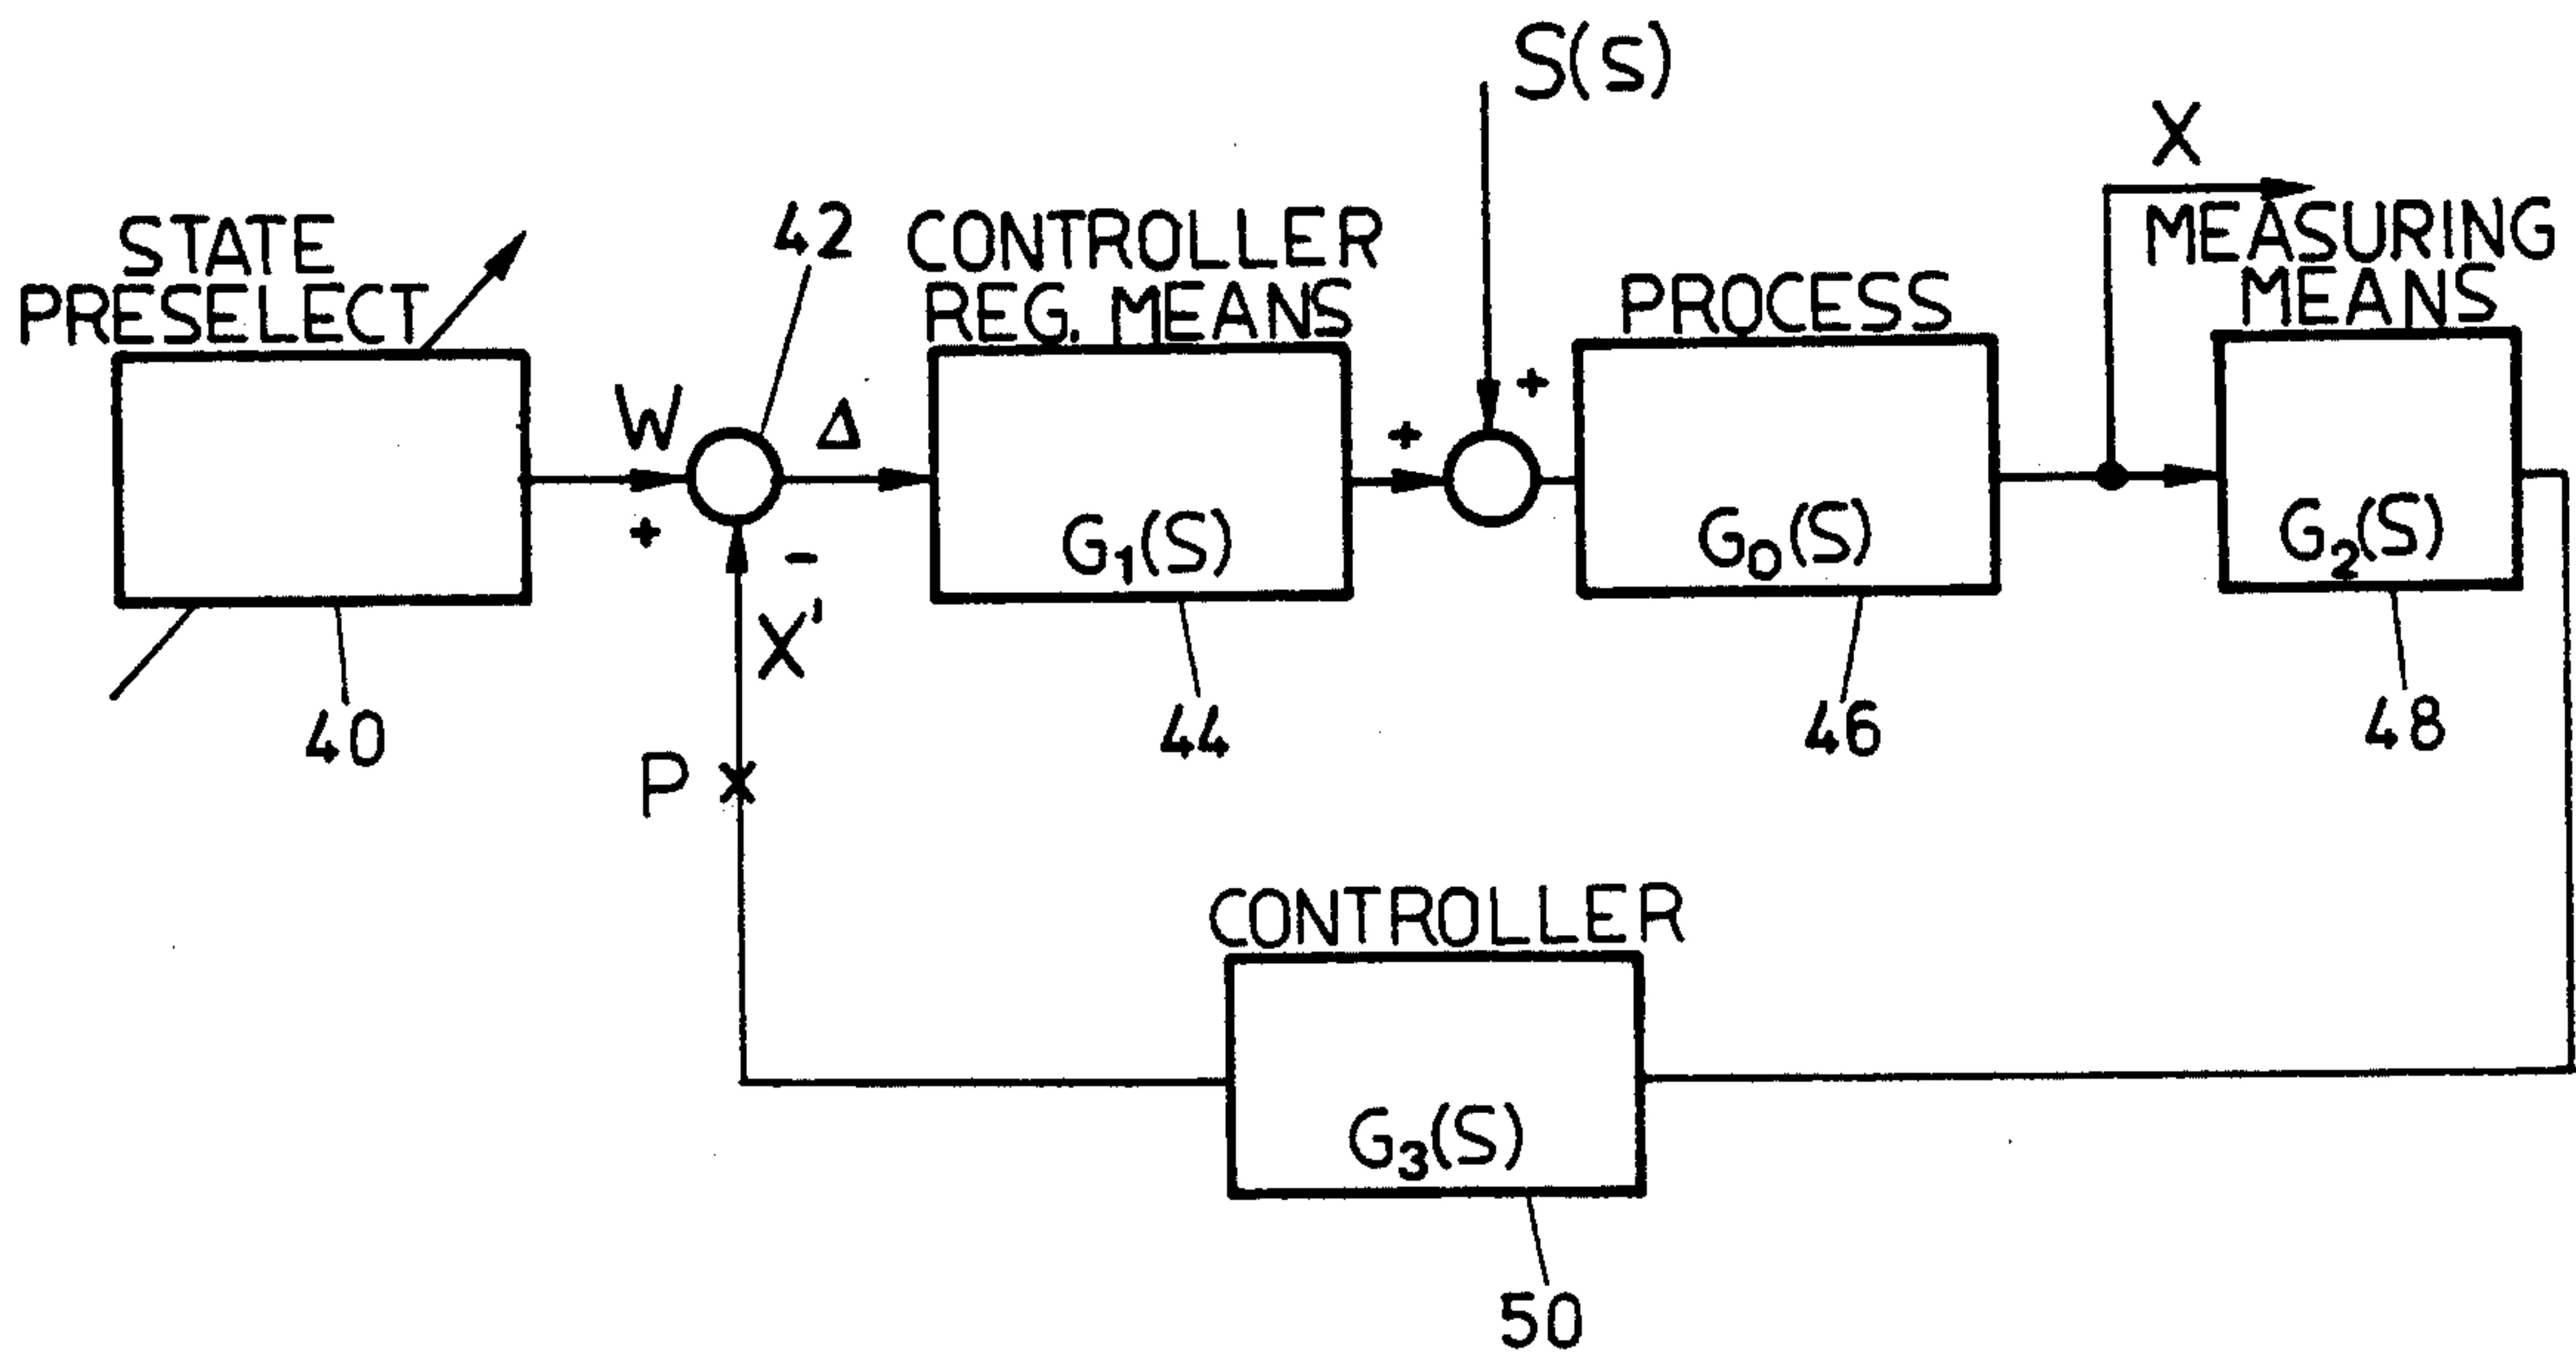 S(s)
X
STATE
PRESELECT
42
CONTROLLER
REG. MEANS
PROCESS
MEASURING
MEANS
W
Δ
+
+
+
-
G₁(S)
G₀(S)
G₂(S)
X'
40
44
46
48
P
CONTROLLER
G₃(S)
50